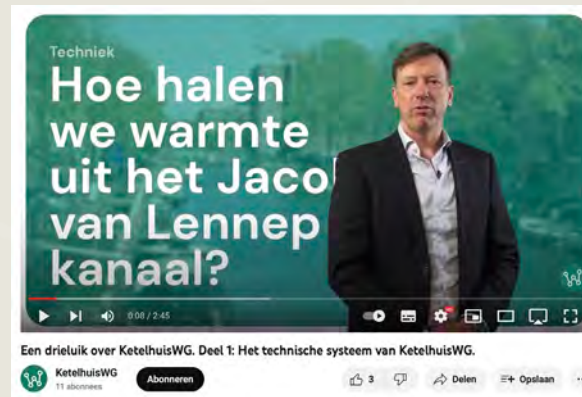 Techniek
Hoe halen
we warmte
uit het Jaco
van Lennep
kanaal?
0:08 / 2:45
Een drieluik over KetelhuisWG. Deel 1: Het technische systeem van KetelhuisWG.
KetelhuisWG
11 abonnees
Abonneren
3
Delen
Opslaan